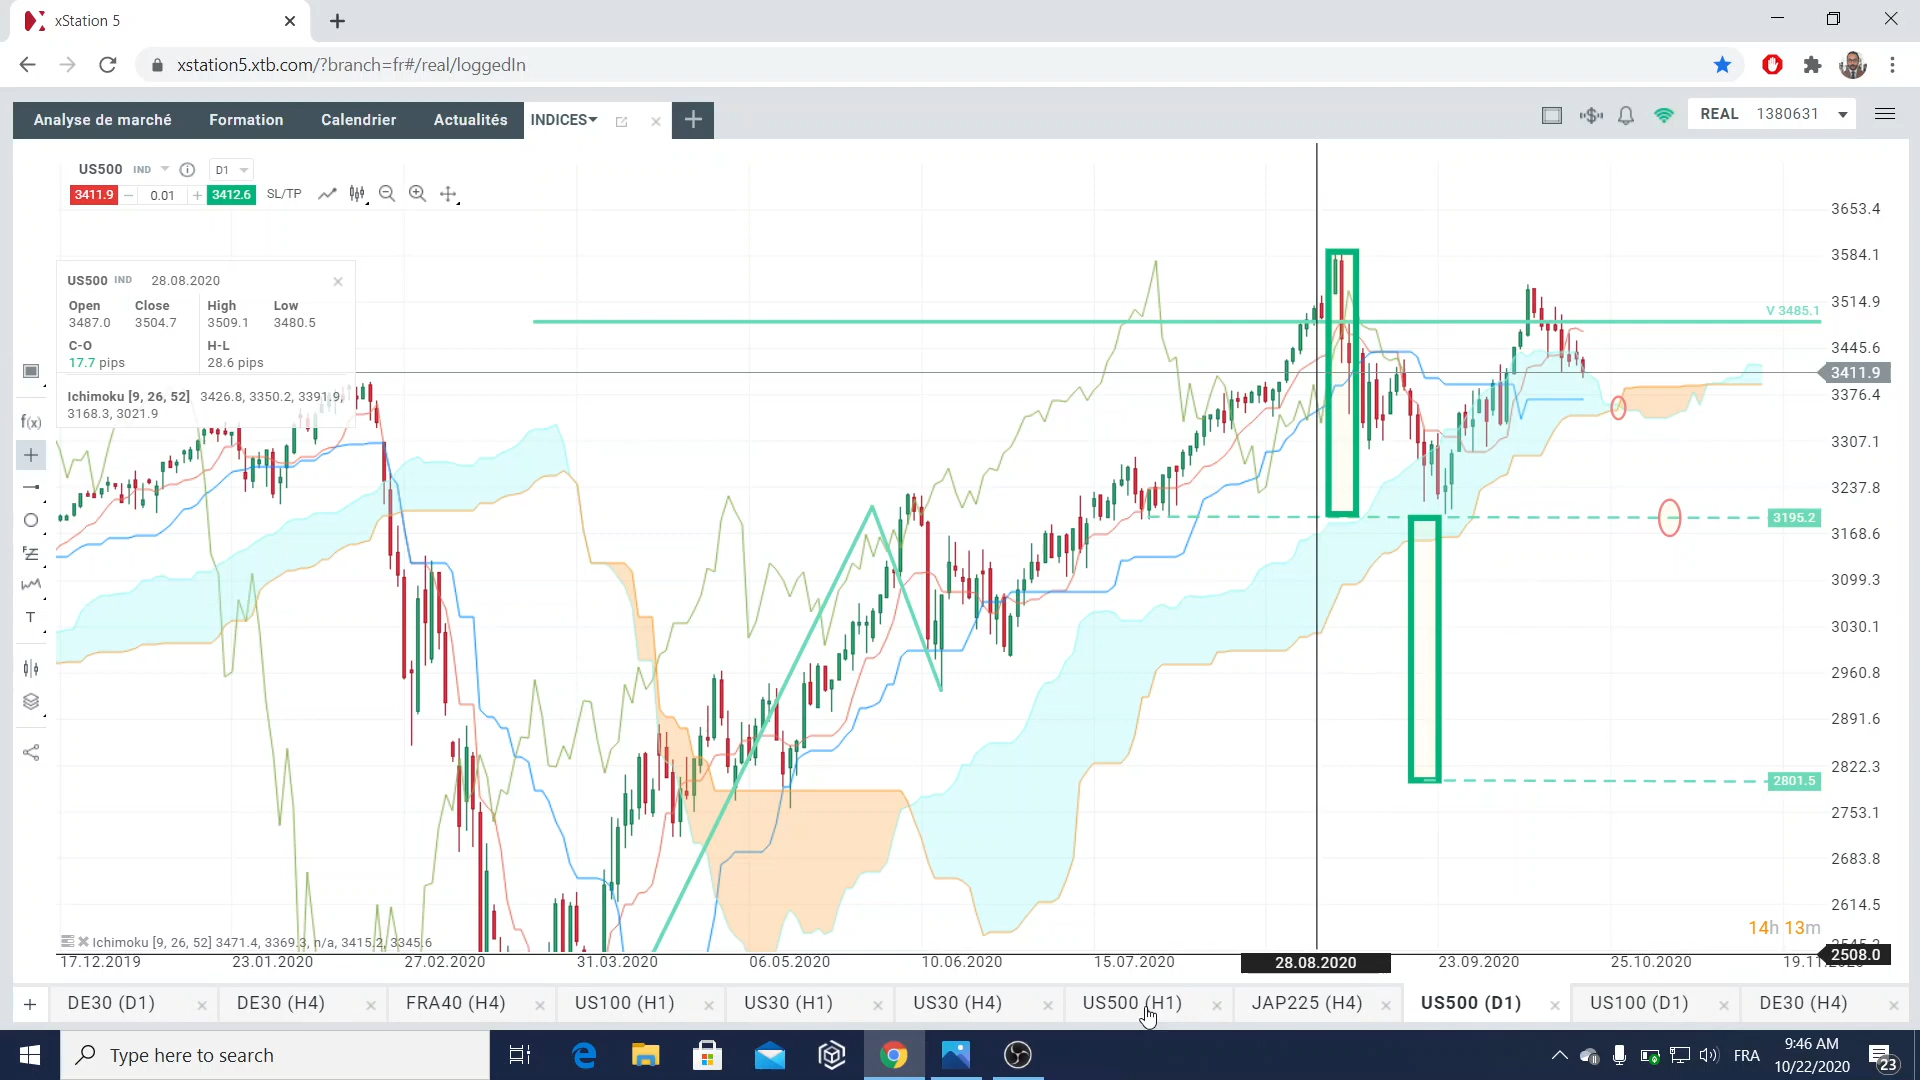 xStation 5
xstation5.xtb.com/?branch=fr#/real/loggedIn
Analyse de marché Formation Calendrier Actualités INDICES REAL 1380631
US500 IND D1
3411.9 0.01 3412.6 SL/TP
US500 IND 28.08.2020
Open Close High Low
3487.0 3504.7 3509.1 3480.5
C-O H-L
17.7 pips 28.6 pips
Ichimoku [9, 26, 52] 3426.8, 3350.2, 3391.9,
3168.3, 3021.9
f(x)
T
3653.4
3584.1
3514.9
V 3485.1
3445.6
3411.9
3376.4
3307.1
3237.8
3195.2
3168.6
3099.3
3030.1
2960.8
2891.6
2822.3
2801.5
2753.1
2683.8
2614.5
14h 13m
2508.0
Ichimoku [9, 26, 52] 3471.4, 3369.3, n/a, 3415.2, 3345.6
17.12.2019 23.01.2020 27.02.2020 31.03.2020 06.05.2020 10.06.2020 15.07.2020 28.08.2020 23.09.2020 25.10.2020
DE30 (D1) DE30 (H4) FRA40 (H4) US100 (H1) US30 (H1) US30 (H4) US500 (H1) JAP225 (H4) US500 (D1) US100 (D1) DE30 (H4)
Type here to search
FRA
9:46 AM
10/22/2020
23